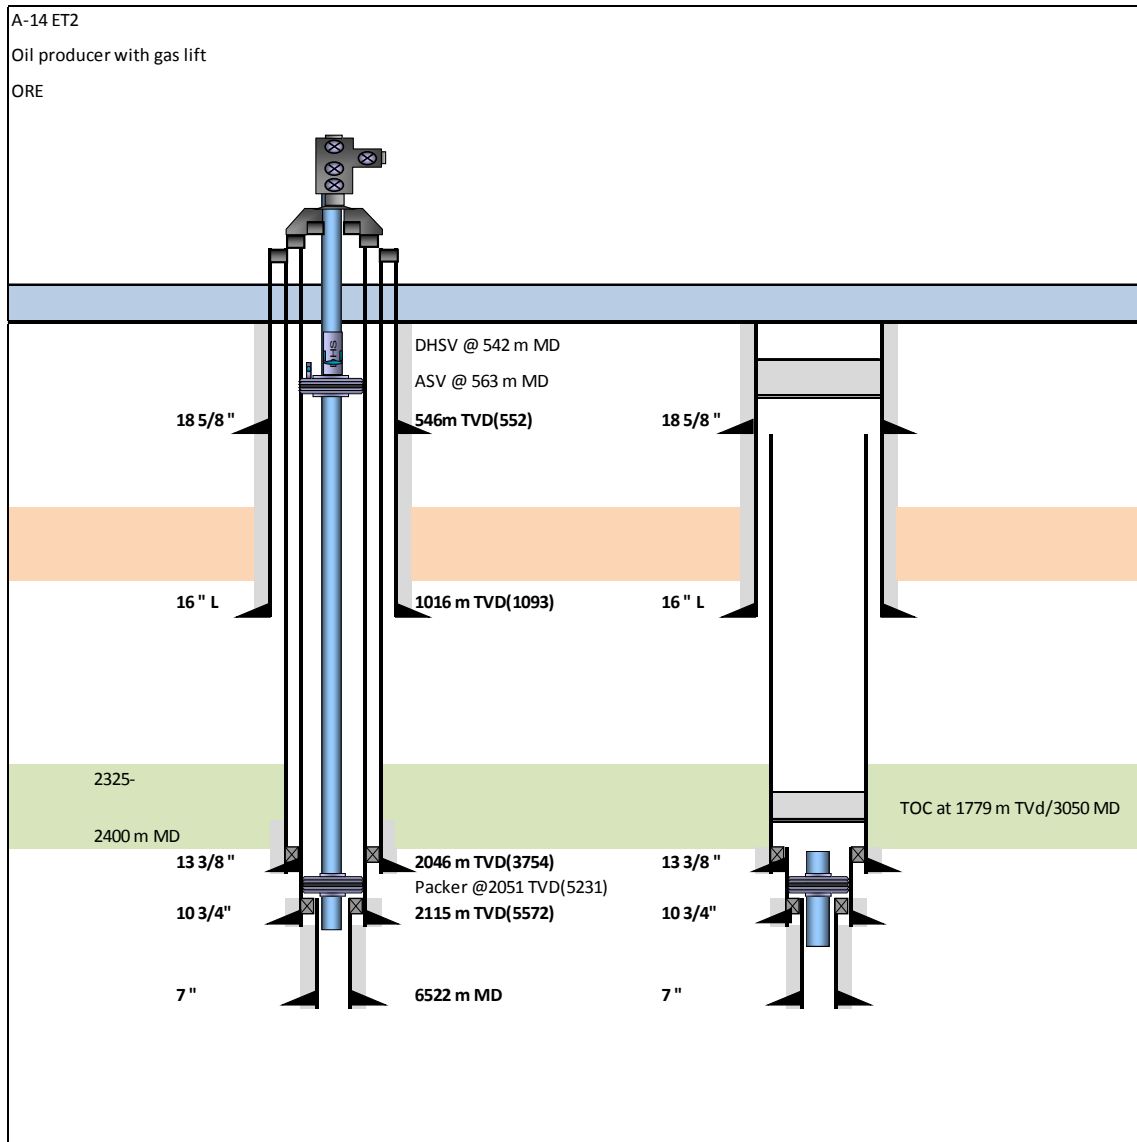 A-14 ET2
Oil producer with gas lift
ORE
DHS
DHSV @ 542 m MD
ASV @ 563 m MD
18 5/8 " 546m TVD(552) 18 5/8 "
16 " L 1016 m TVD(1093) 16 " L
2325-
TOC at 1779 m TVd/3050 MD
2400 m MD
13 3/8 " 2046 m TVD(3754) 13 3/8 "
Packer @2051 TVD(5231)
10 3/4" 2115 m TVD(5572) 10 3/4"
7 " 6522 m MD 7 "